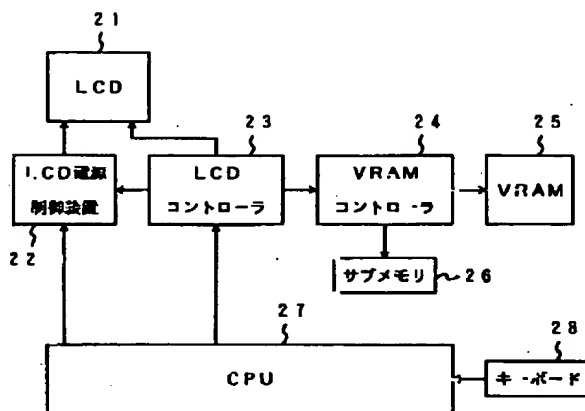 21
LCD
23
24
25
LCD電源
制御装置
LCD
コントローラ
VRAM
コントローラ
VRAM
22
サブメモリ
26
27
28
CPU
キーボード